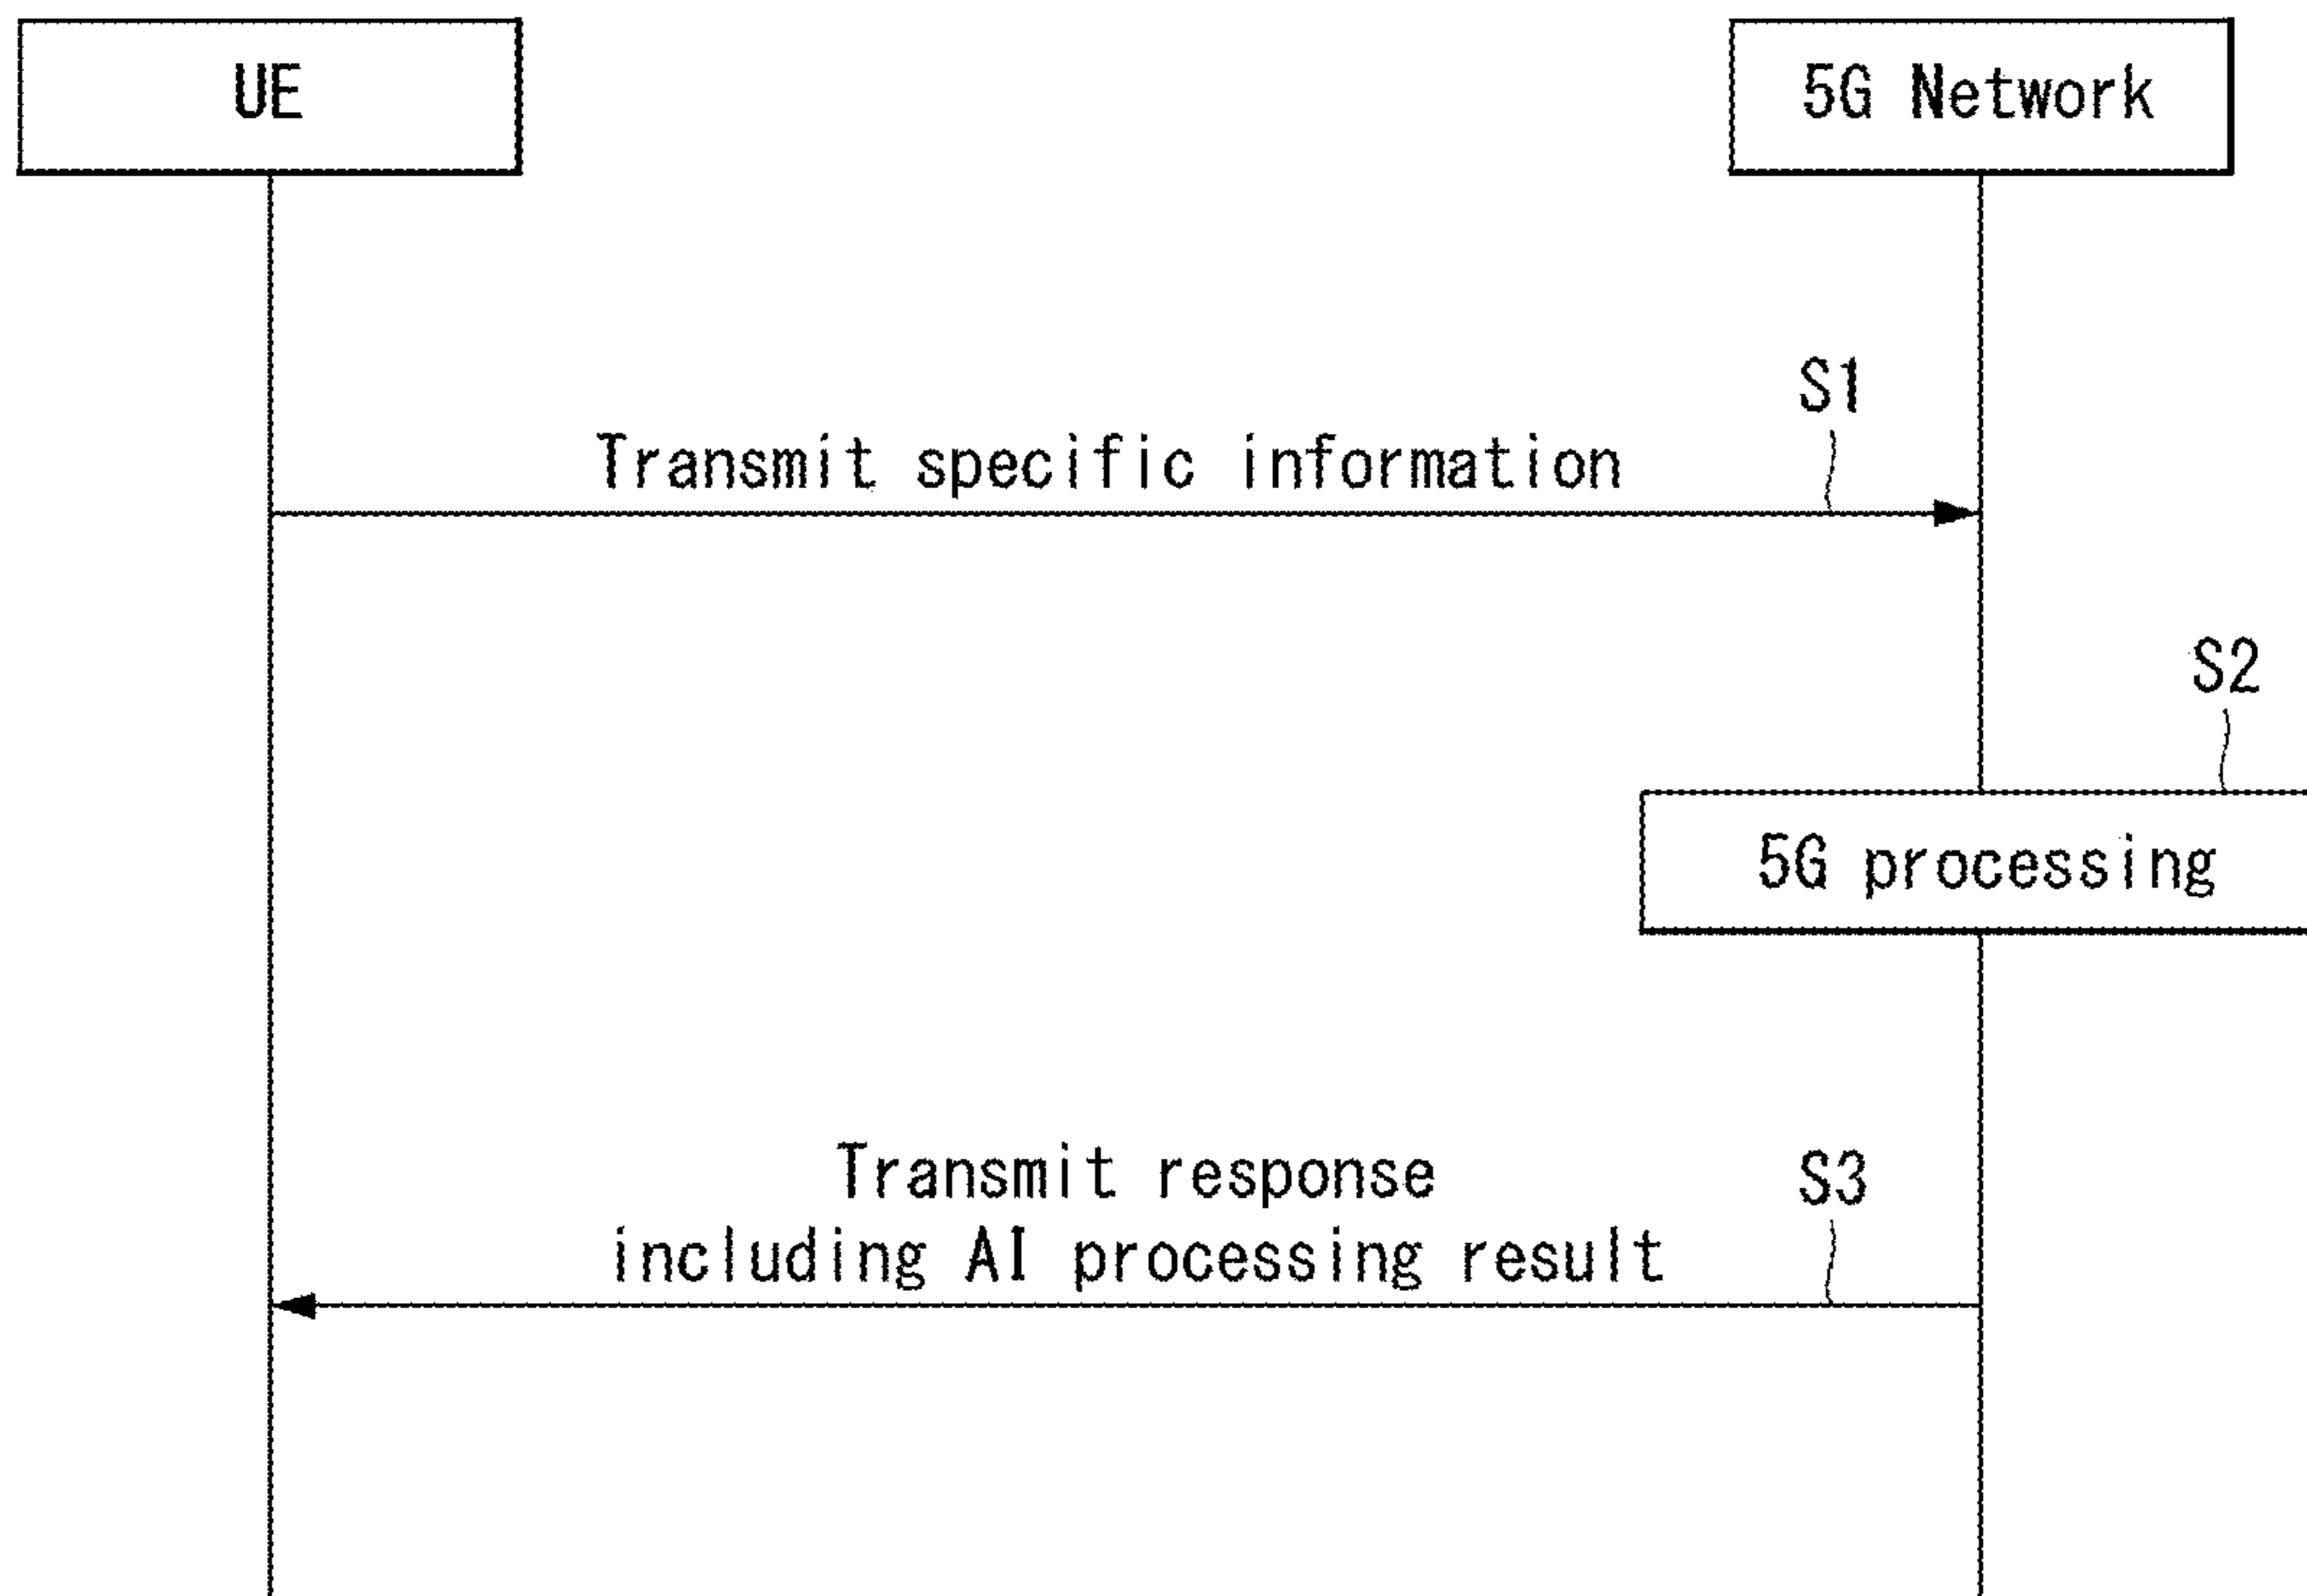 UE
5G Network
S1
Transmit specific information
S2
5G processing
Transmit response
S3
including AI processing result